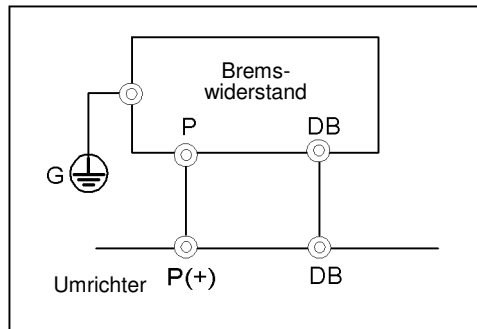 Brems-
widerstand
P DB
G
Umrichter P(+) DB